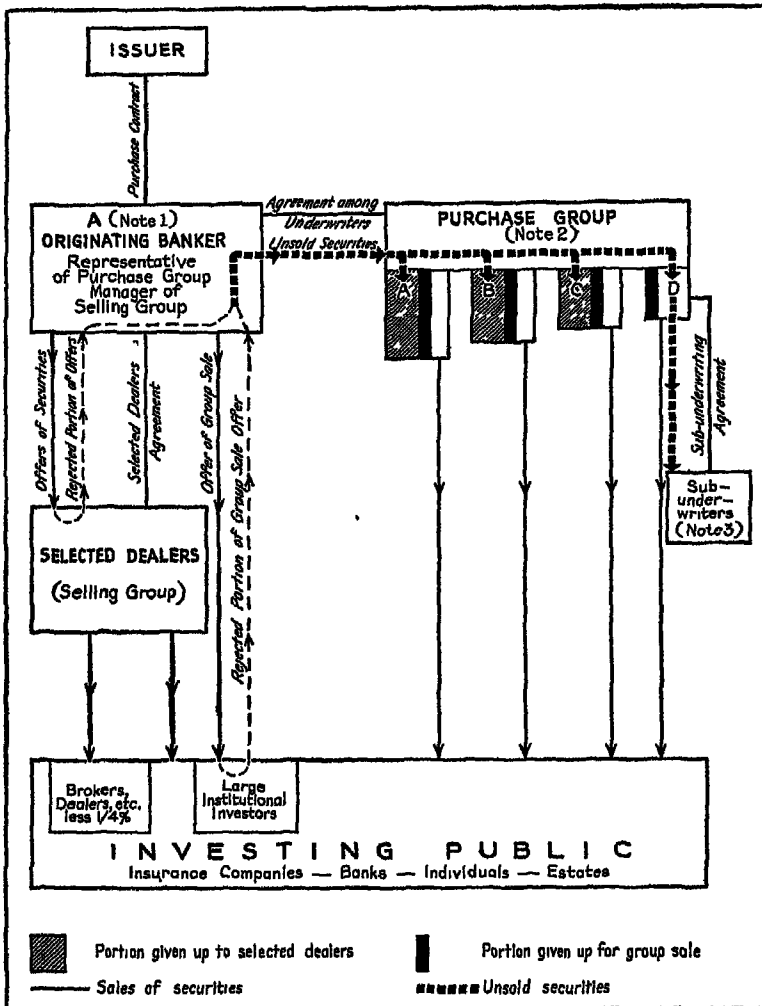 ISSUER
Purchase Contract
A (Note 1)
ORIGINATING BANKER
Representative
of Purchase Group
Manager of
Selling Group
Agreement among
Underwriters
Unsold Securities
PURCHASE GROUP
(Note 2)
A
B
C
D
Offers of Securities
Rejected Portion of Offers
Selected Dealers
Agreement
Offer of Group Sale
Rejected Portion of Group Sale Offer
Sub-underwriting
Agreement
Sub-
under-
writers
(Note 3)
SELECTED DEALERS
(Selling Group)
Brokers,
Dealers, etc.
less 1/4%
Large
Institutional
Investors
INVESTING PUBLIC
Insurance Companies — Banks — Individuals — Estates
Portion given up to selected dealers
Portion given up for group sale
Sales of securities
Unsold securities